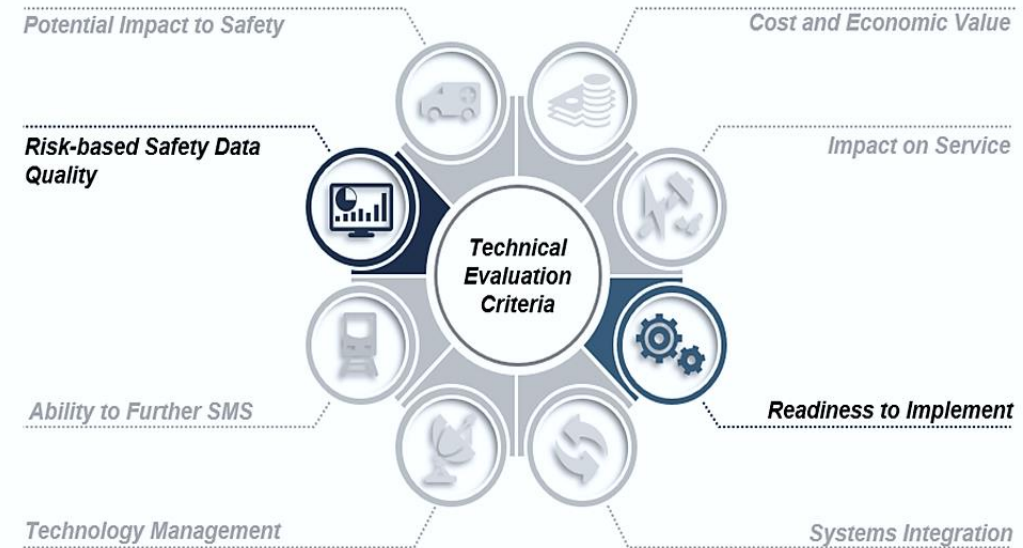 Potential Impact to Safety
Cost and Economic Value
Risk-based Safety Data
Quality
Impact on Service
Technical
Evaluation
Criteria
Ability to Further SMS
Readiness to Implement
Technology Management
Systems Integration